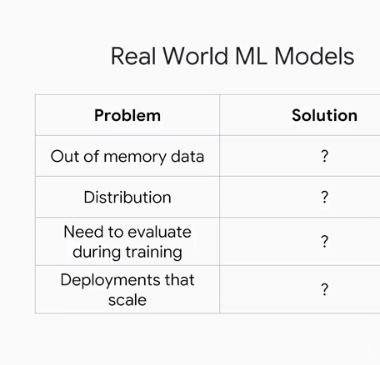 Real World ML Models
Problem Solution
Out of memory data ?
Distribution ?
Need to evaluate
during training ?
Deployments that
scale ?